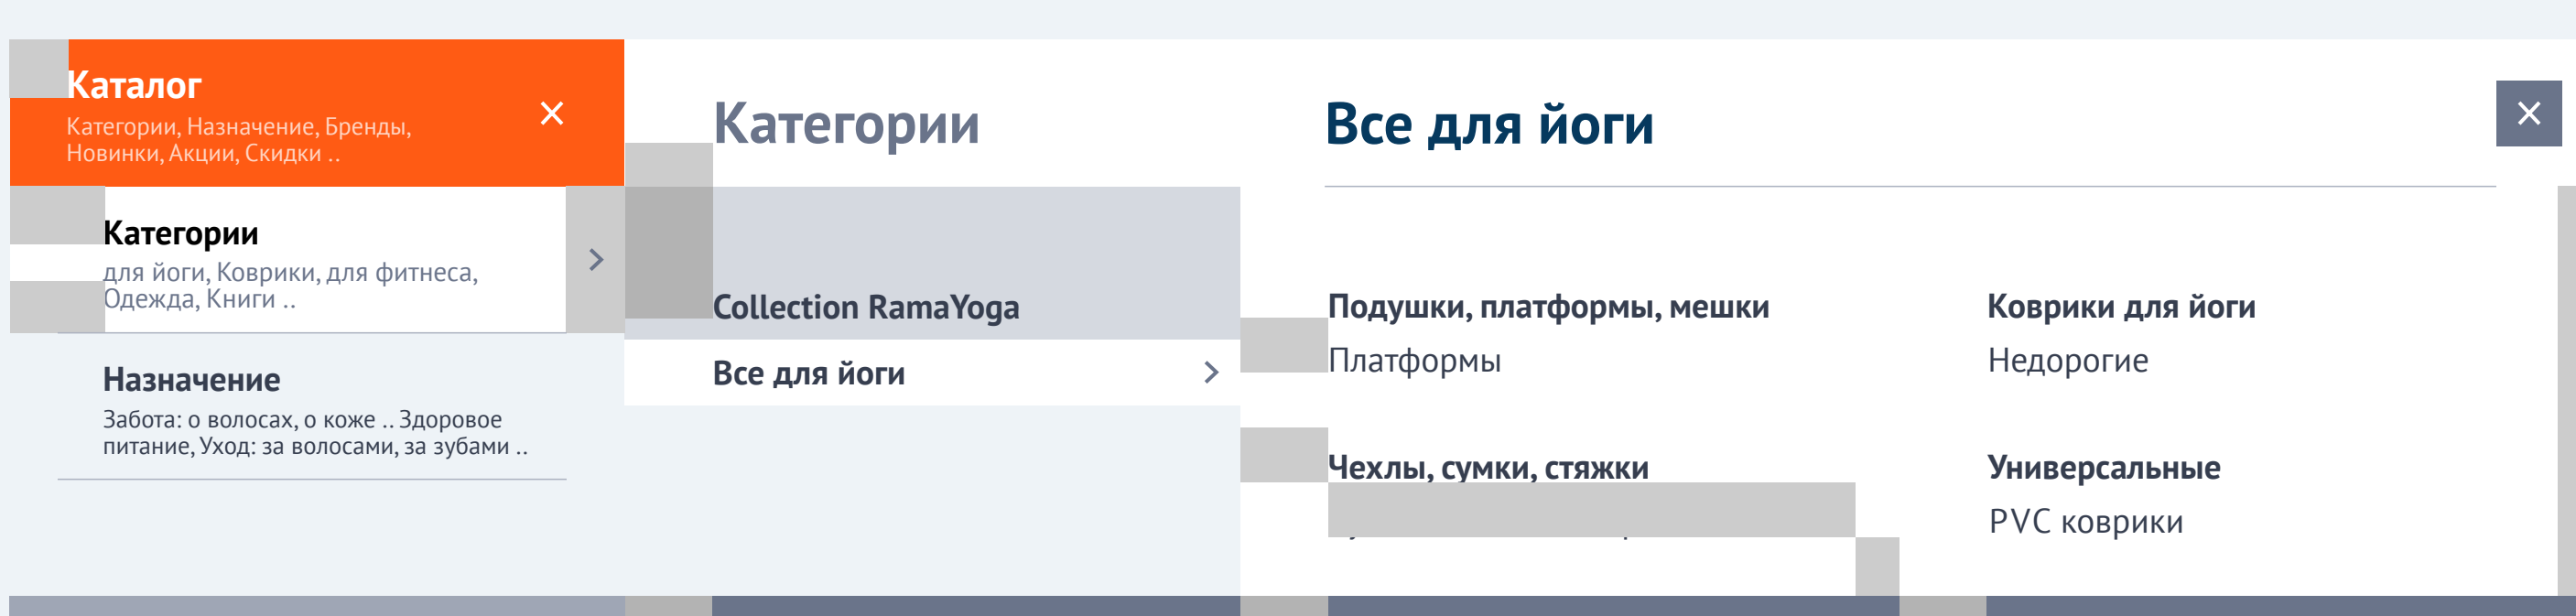 Каталог
Категории, Назначение, Бренды,
Новинки, Акции, Скидки ..
Категории
для йоги, Коврики, для фитнеса,
Одежда, Книги ..
Назначение
Забота: о волосах, о коже .. Здоровое
питание, Уход: за волосами, за зубами ..
Категории
Collection RamaYoga
Все для йоги
Все для йоги
Подушки, платформы, мешки
Платформы
Чехлы, сумки, стяжки
Коврики для йоги
Недорогие
Универсальные
PVC коврики